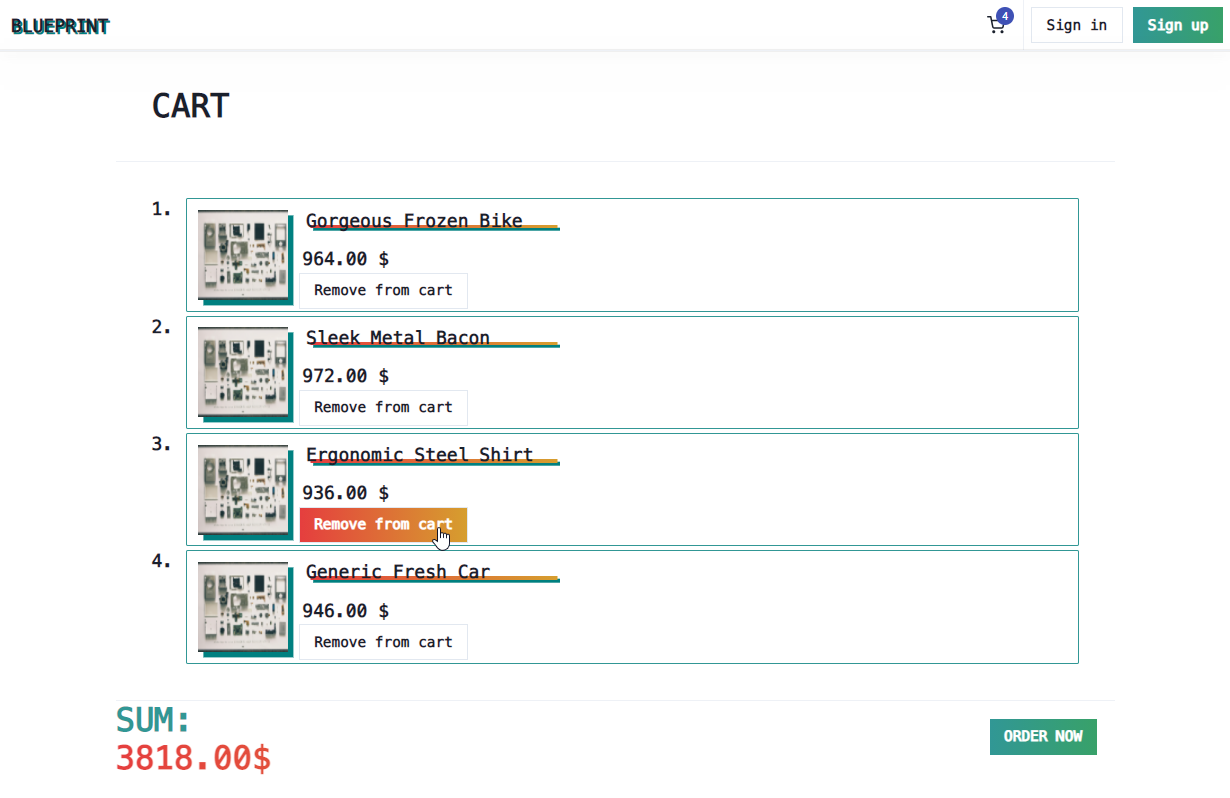 BLUEPRINT
4
Sign in
Sign up
CART
1.
Gorgeous Frozen Bike
964.00 $
Remove from cart
2.
Sleek Metal Bacon
972.00 $
Remove from cart
3.
Ergonomic Steel Shirt
936.00 $
Remove from cart
4.
Generic Fresh Car
946.00 $
Remove from cart
SUM:
3818.00$
ORDER NOW